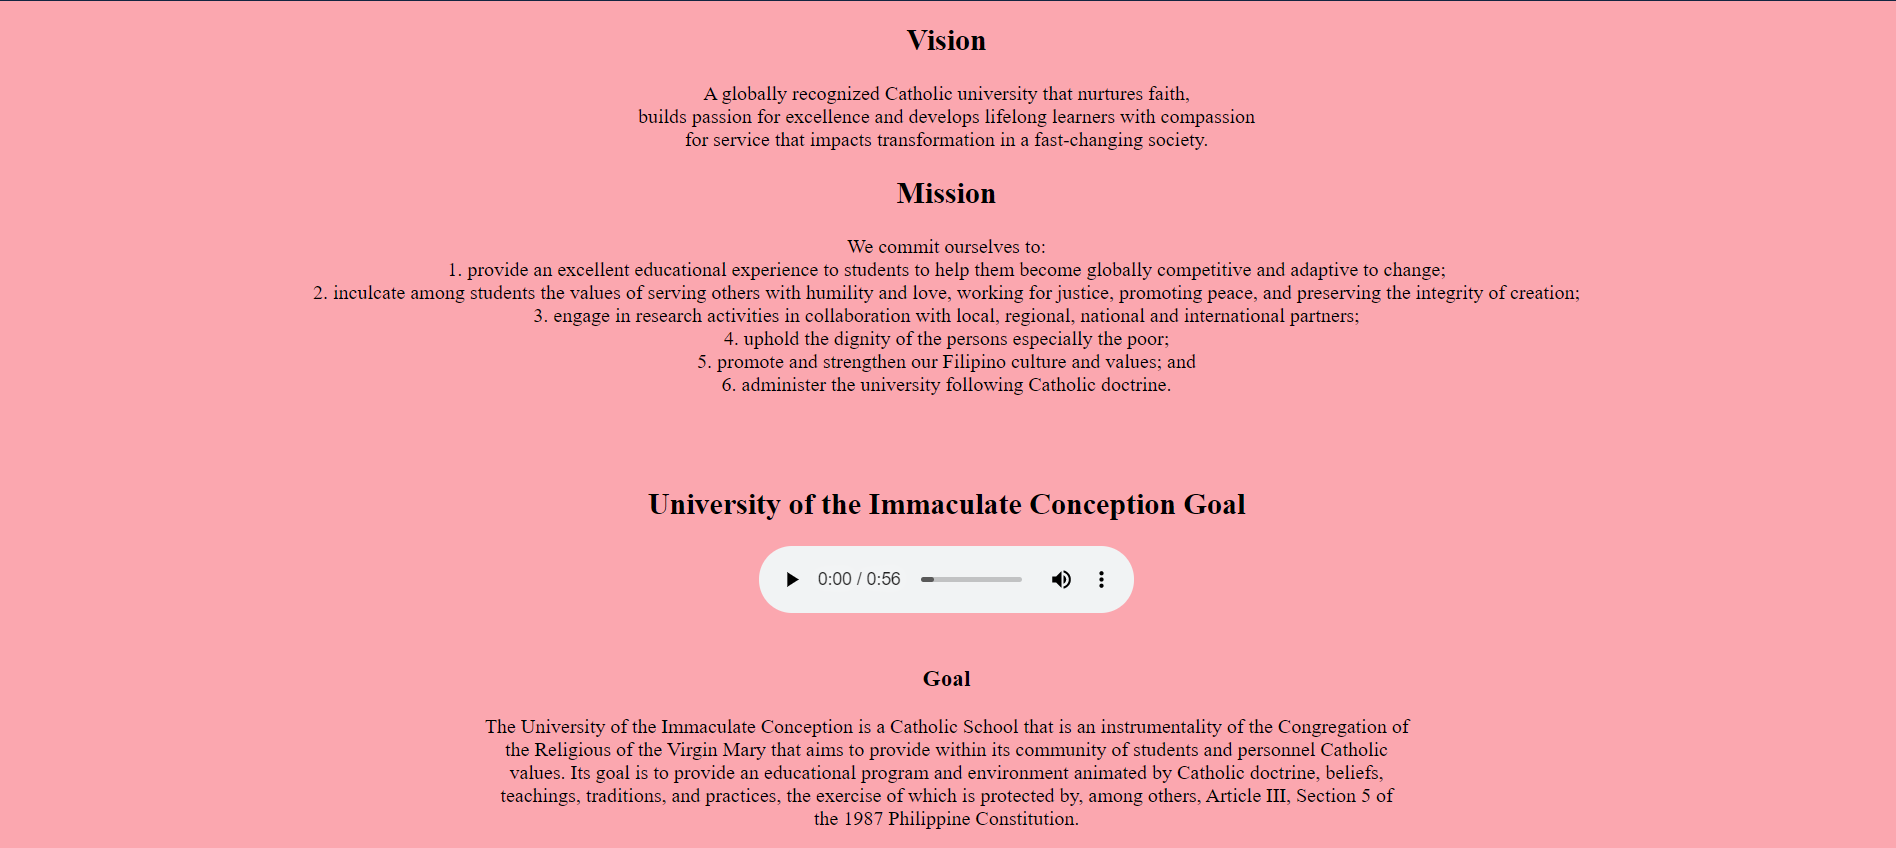 Vision
A globally recognized Catholic university that nurtures faith,
builds passion for excellence and develops lifelong learners with compassion
for service that impacts transformation in a fast-changing society.
Mission
We commit ourselves to:
1. provide an excellent educational experience to students to help them become globally competitive and adaptive to change;
2. inculcate among students the values of serving others with humility and love, working for justice, promoting peace, and preserving the integrity of creation;
3. engage in research activities in collaboration with local, regional, national and international partners;
4. uphold the dignity of the persons especially the poor;
5. promote and strengthen our Filipino culture and values; and
6. administer the university following Catholic doctrine.
University of the Immaculate Conception Goal
0:00 / 0:56
Goal
The University of the Immaculate Conception is a Catholic School that is an instrumentality of the Congregation of
the Religious of the Virgin Mary that aims to provide within its community of students and personnel Catholic
values. Its goal is to provide an educational program and environment animated by Catholic doctrine, beliefs,
teachings, traditions, and practices, the exercise of which is protected by, among others, Article III, Section 5 of
the 1987 Philippine Constitution.